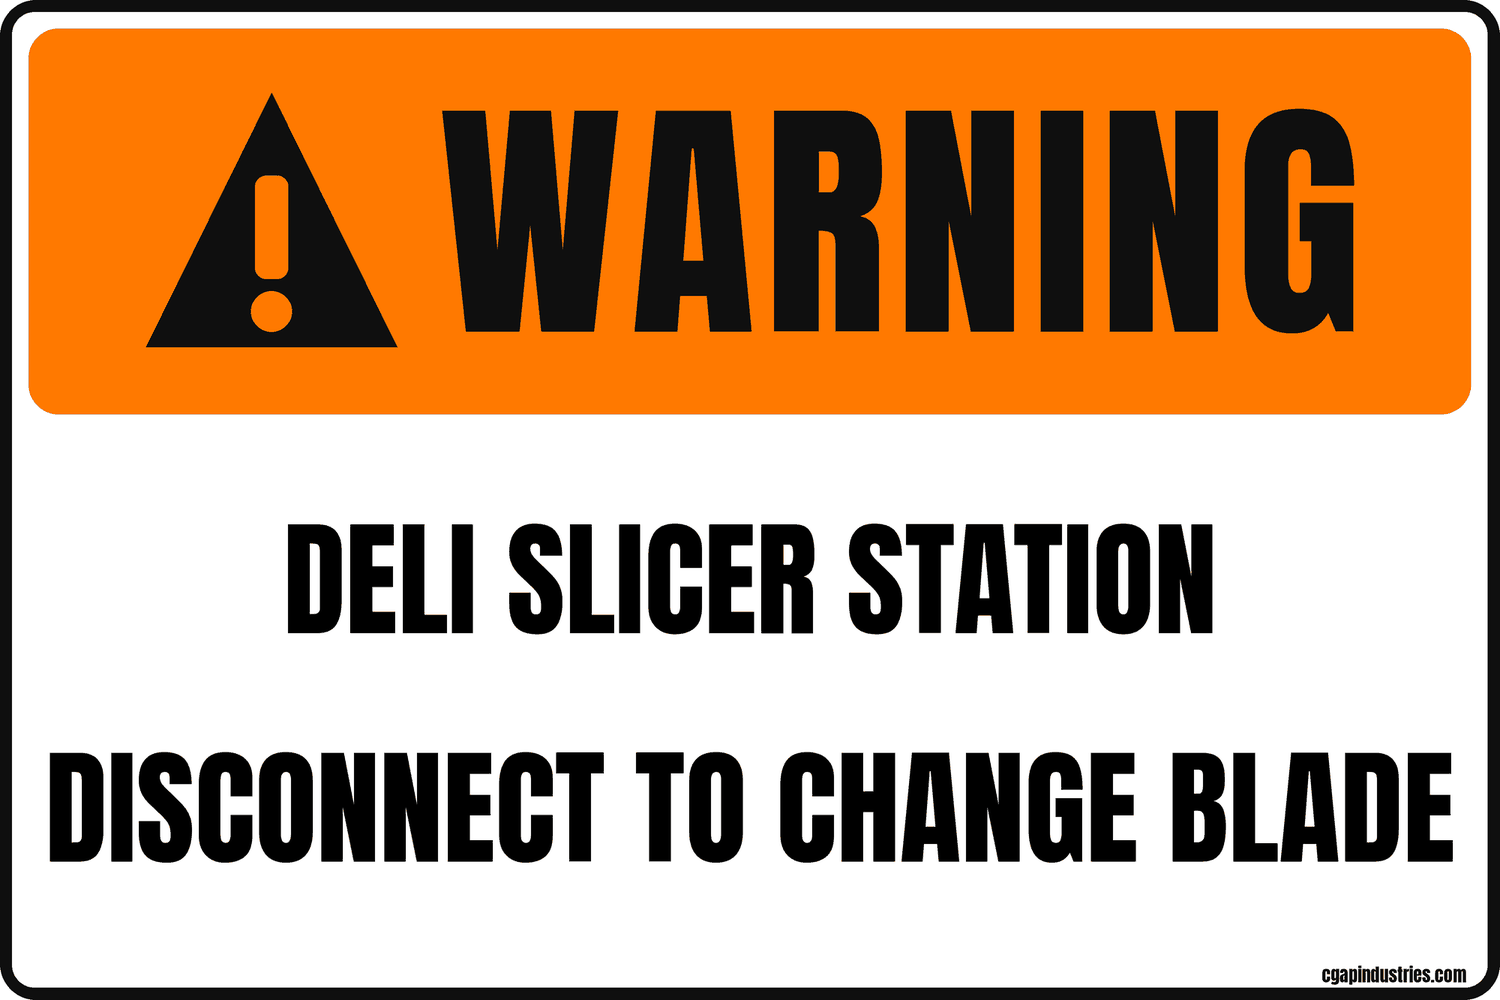 WARNING
DELI SLICER STATION
DISCONNECT TO CHANGE BLADE
cgapindustries.com